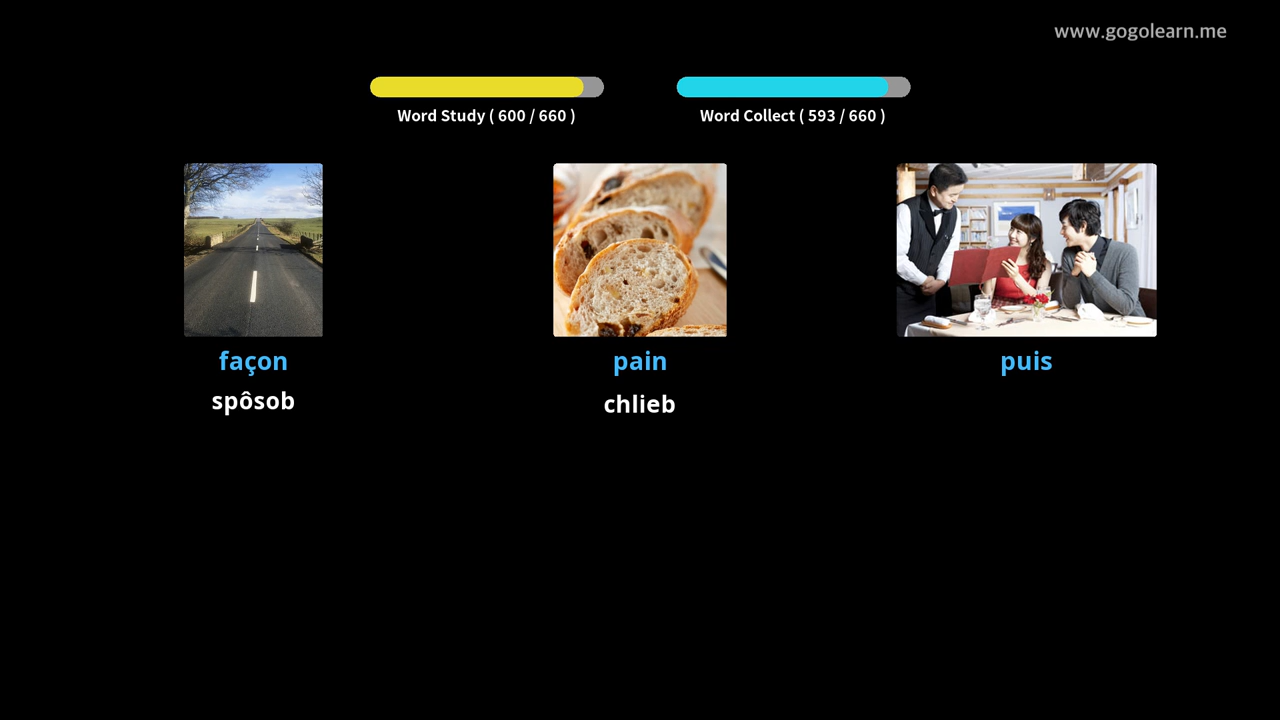 www.gogolearn.me
Word Study ( 600 / 660 )
Word Collect ( 593 / 660 )
façon
pain
puis
spôsob
chlieb